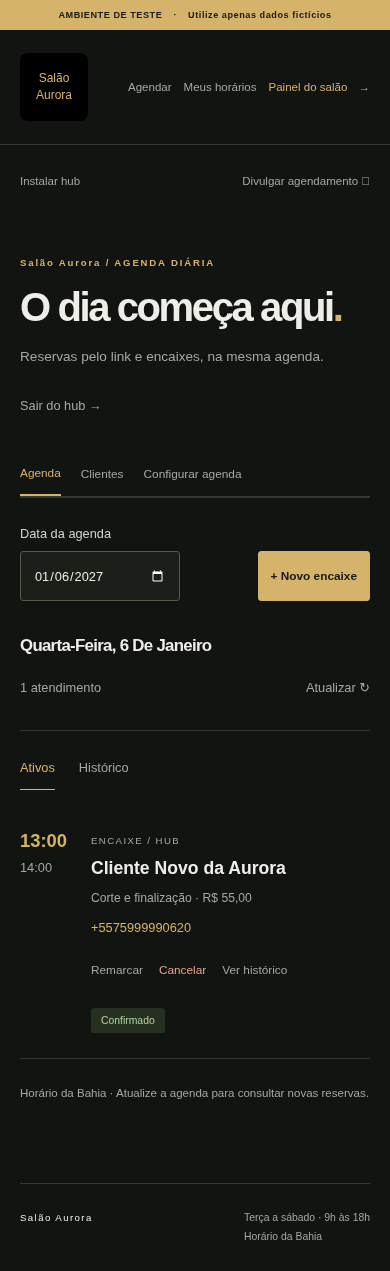 AMBIENTE DE TESTE · Utilize apenas dados fictícios
Salão
Aurora
Agendar Meus horários Painel do salão →
Instalar hub Divulgar agendamento
Salão Aurora / AGENDA DIÁRIA
O dia começa aqui.
Reservas pelo link e encaixes, na mesma agenda.
Sair do hub →
Agenda Clientes Configurar agenda
Data da agenda
01/06/2027 + Novo encaixe
Quarta-Feira, 6 De Janeiro
1 atendimento Atualizar ↻
Ativos Histórico
13:00 ENCAIXE / HUB
14:00 Cliente Novo da Aurora
Corte e finalização · R$ 55,00
+5575999990620
Remarcar Cancelar Ver histórico
Confirmado
Horário da Bahia · Atualize a agenda para consultar novas reservas.
Salão Aurora Terça a sábado · 9h às 18h
Horário da Bahia